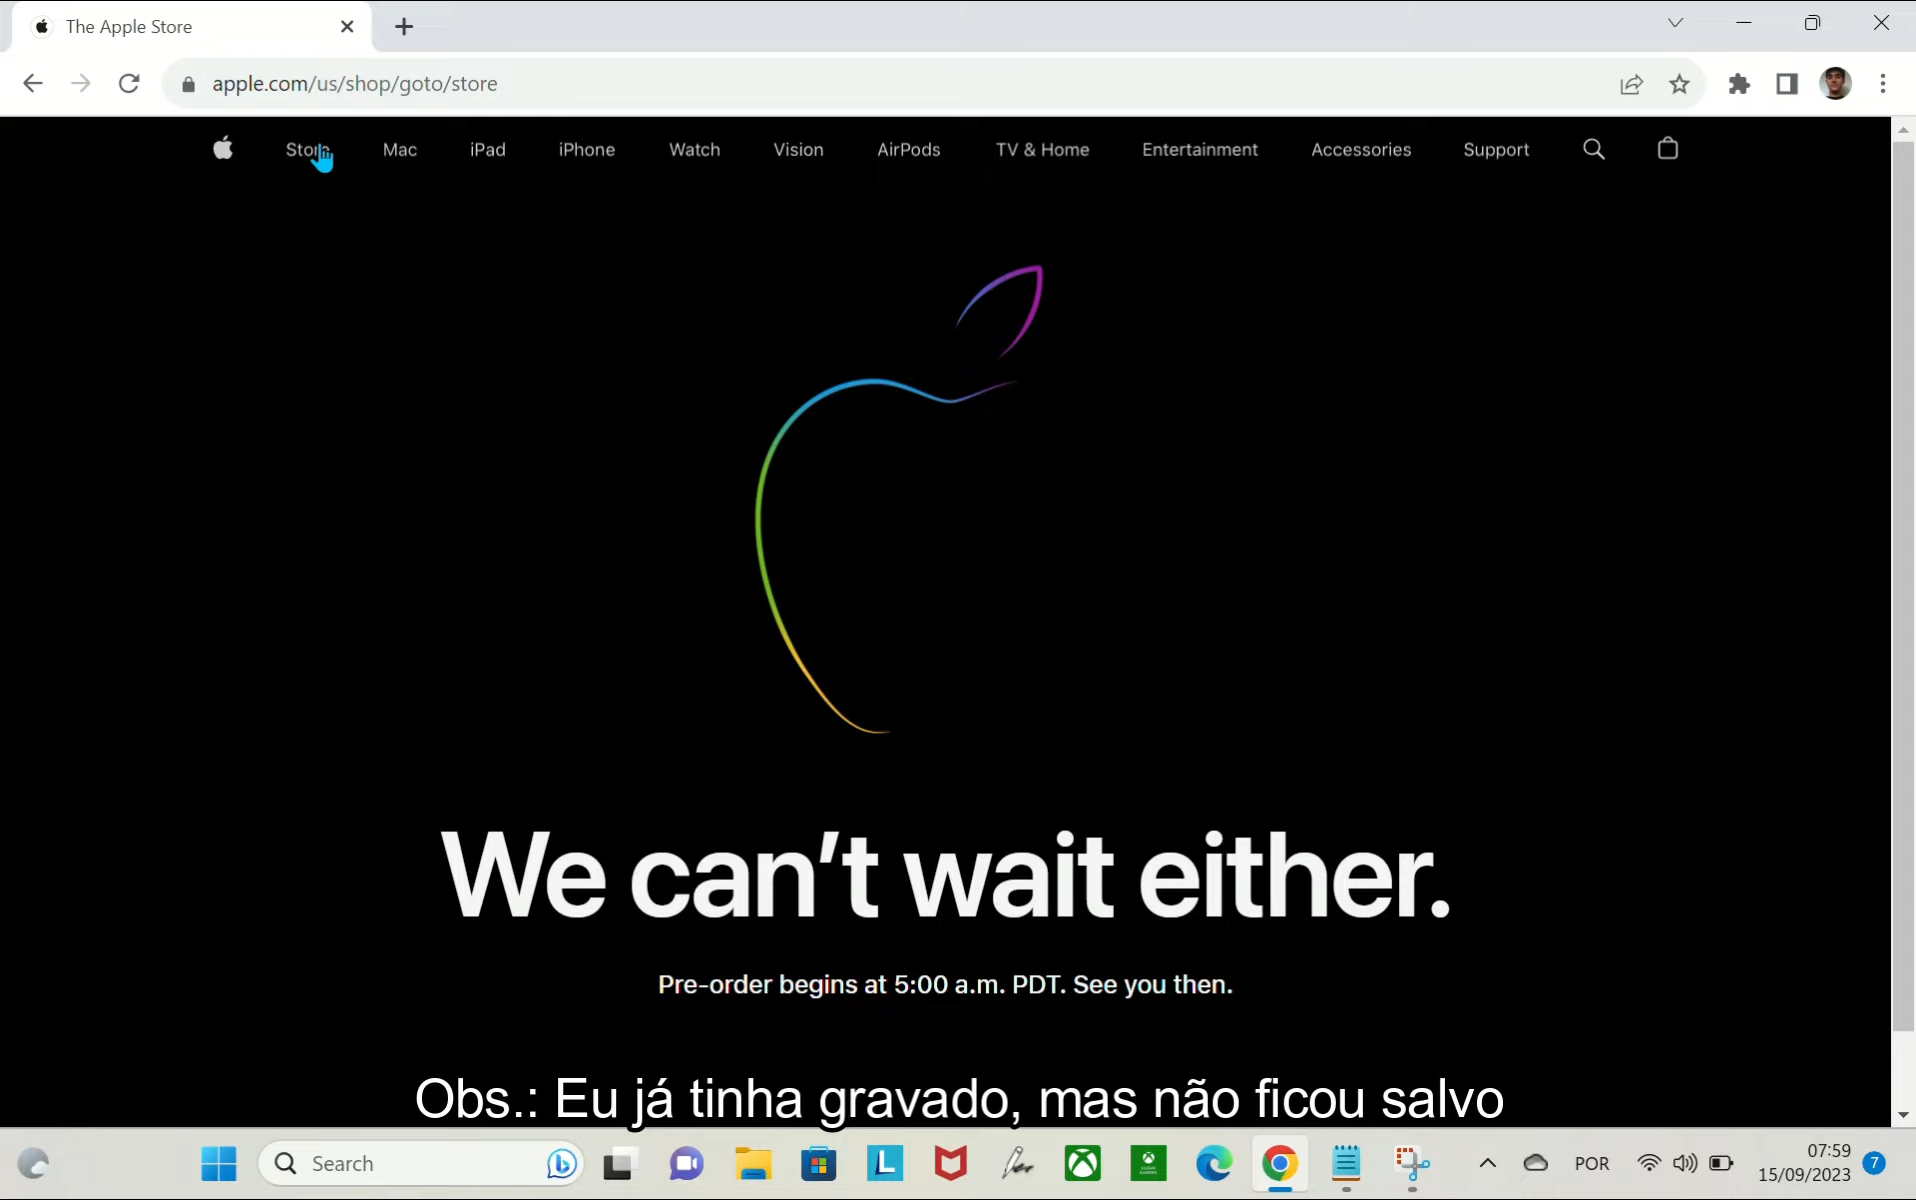 The Apple Store
apple.com/us/shop/goto/store
Store Mac iPad iPhone Watch Vision AirPods TV & Home Entertainment Accessories Support
We can't wait either.
Pre-order begins at 5:00 a.m. PDT. See you then.
Obs.: Eu já tinha gravado, mas não ficou salvo
Search
L
POR
07:59
15/09/2023
7